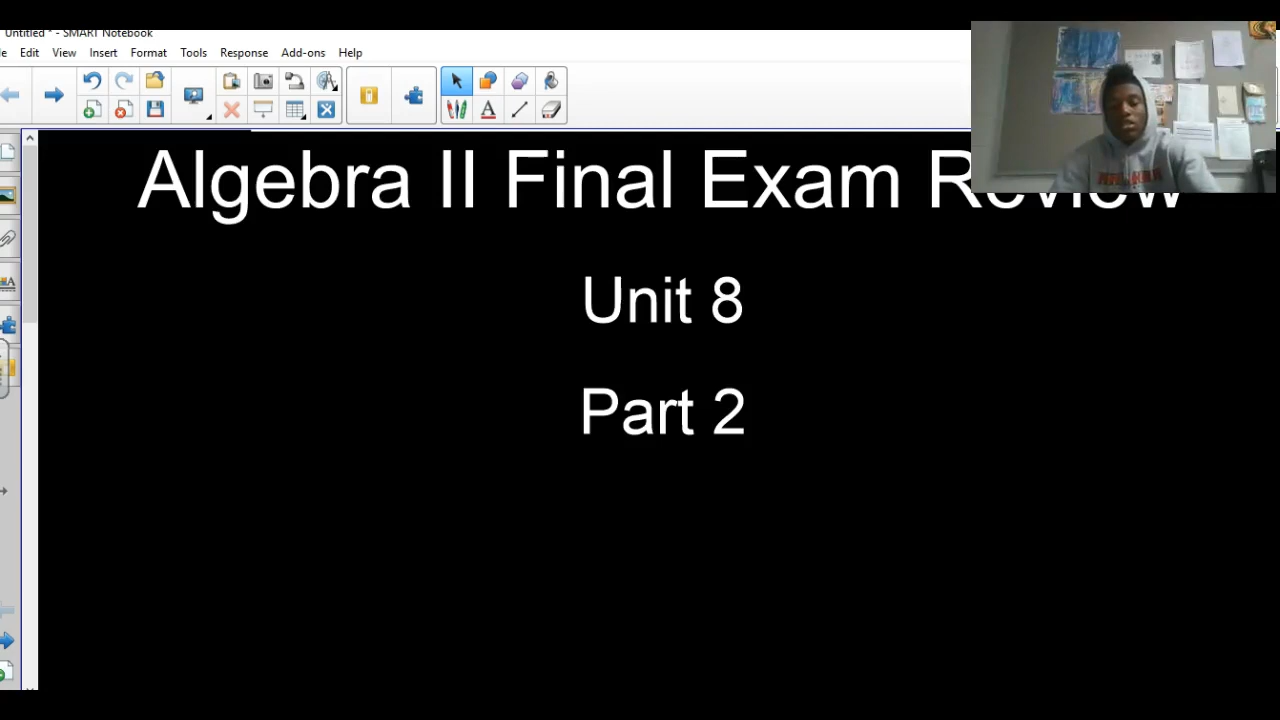 Untitled * - SMART Notebook
Edit View Insert Format Tools Response Add-ons Help
Algebra II Final Exam Review
Unit 8
Part 2